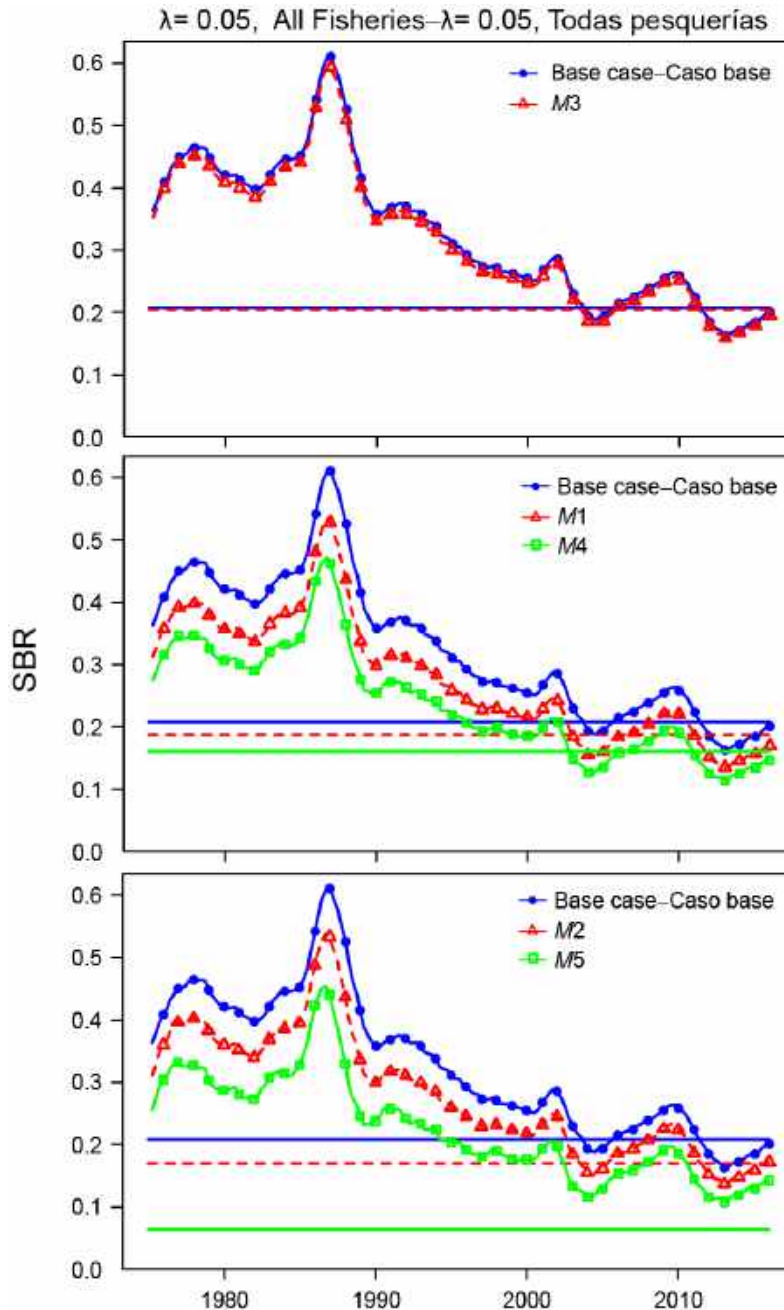 λ= 0.05, All Fisheries–λ= 0.05, Todas pesquerías
0.6
0.5
0.4
0.3
0.2
0.1
0.0
Base case–Caso base
M3
SBR
0.6
0.5
0.4
0.3
0.2
0.1
0.0
Base case–Caso base
M1
M4
0.6
0.5
0.4
0.3
0.2
0.1
0.0
Base case–Caso base
M2
M5
1980 1990 2000 2010